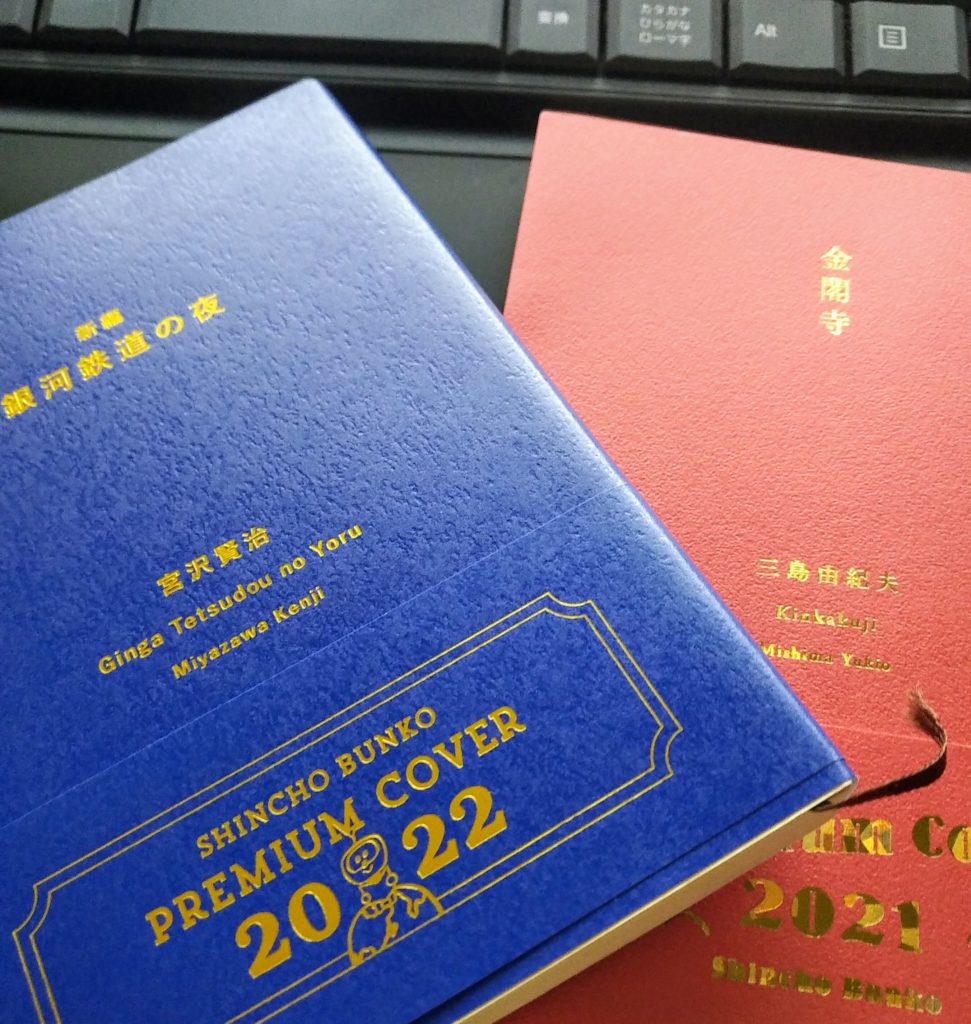 変換
カタカナ
ひらがな
ローマ字
Alt
新編
銀河鉄道の夜
宮沢賢治
Ginga Tetsudou no Yoru
Miyazawa Kenji
SHINCHO BUNKO
PREMIUM COVER
2022
金閣寺
三島由紀夫
Kinkakuji
Mishima Yukio
ium Co
2021
Shincho Bunko